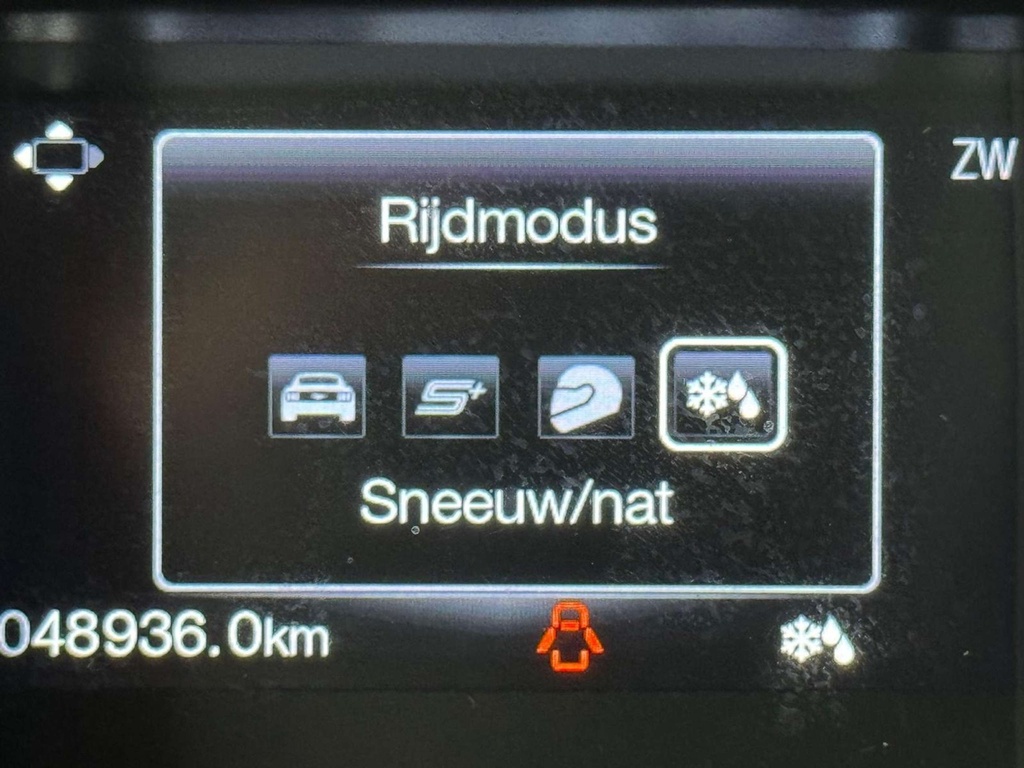 ZW
Rijdmodus
S+
Sneeuw/nat
048936.0km